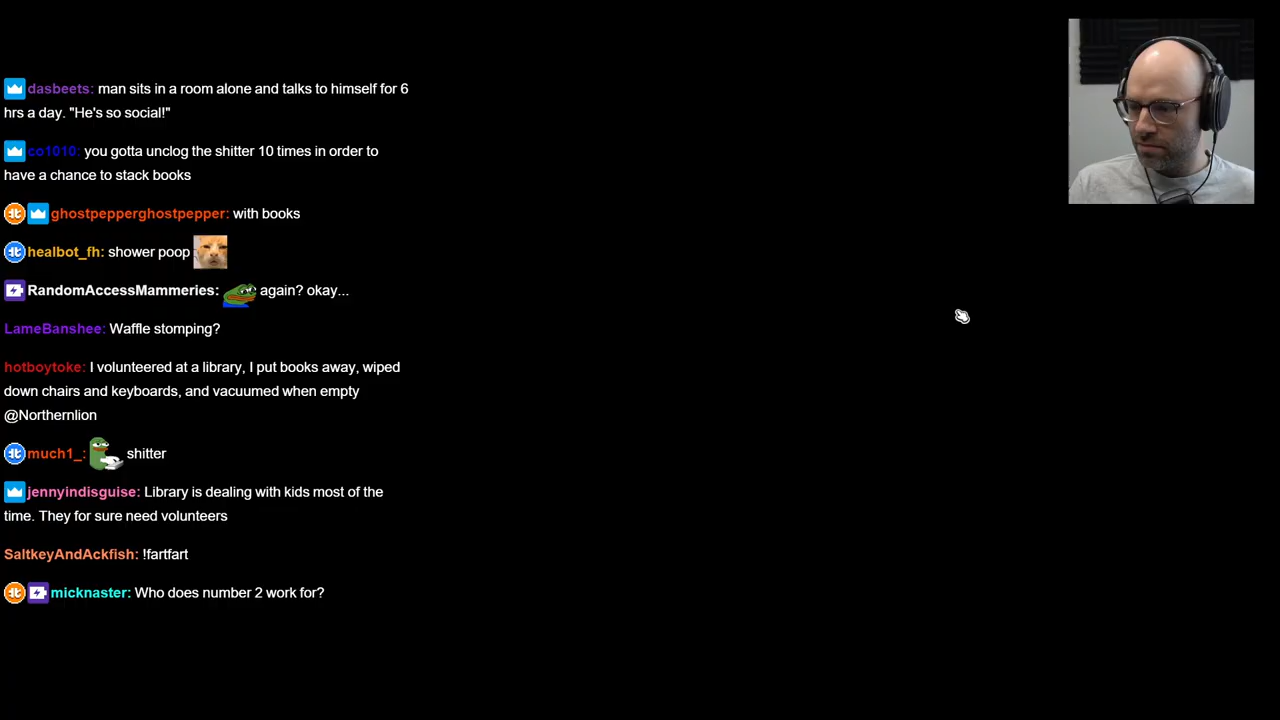 dasbeets: man sits in a room alone and talks to himself for 6
hrs a day. "He's so social!"
co1010: you gotta unclog the shitter 10 times in order to
have a chance to stack books
ghostpepperghostpepper: with books
healbot_fh: shower poop
RandomAccessMammeries: again? okay...
LameBanshee: Waffle stomping?
hotboytoke: I volunteered at a library, I put books away, wiped
down chairs and keyboards, and vacuumed when empty
@Northernlion
much1_: shitter
jennyindisguise: Library is dealing with kids most of the
time. They for sure need volunteers
SaltkeyAndAckfish: !fartfart
micknaster: Who does number 2 work for?